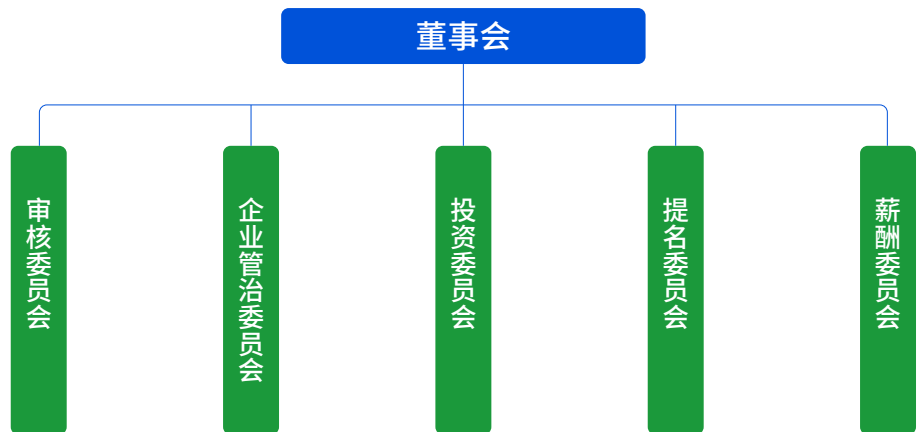 董事会
审核委员会
企业管治委员会
投资委员会
提名委员会
薪酬委员会